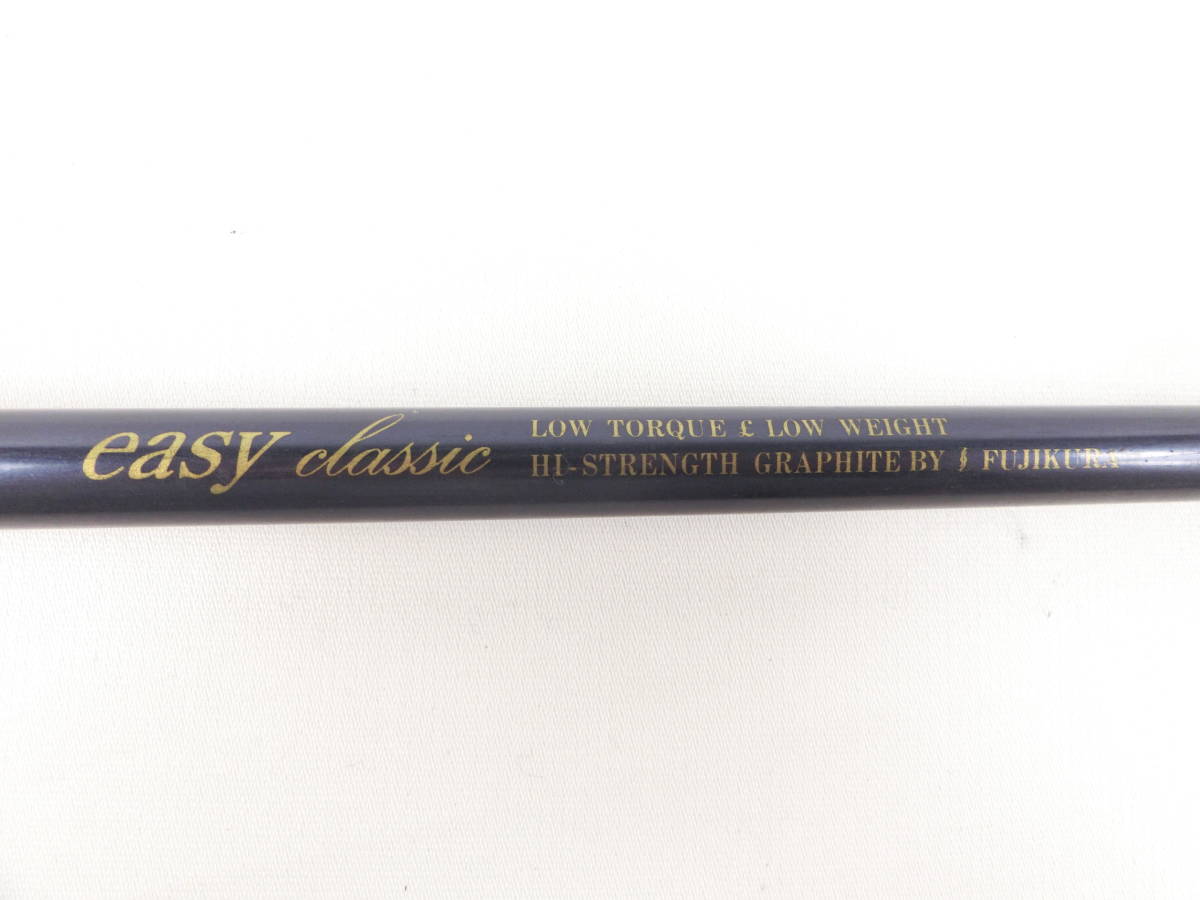 easy classic
LOW TORQUE £ LOW WEIGHT
HI-STRENGTH GRAPHITE BY FUJIKURA